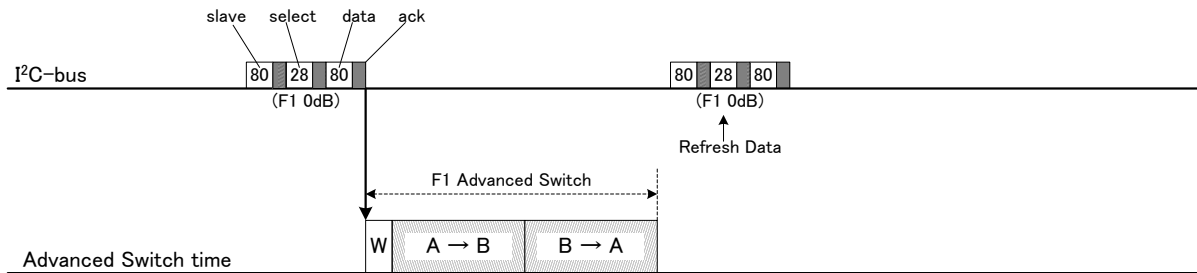 slave select data ack
I²C-bus 80 28 80 80 28 80
(F1 0dB) (F1 0dB)
Refresh Data
F1 Advanced Switch
W A → B B → A
Advanced Switch time